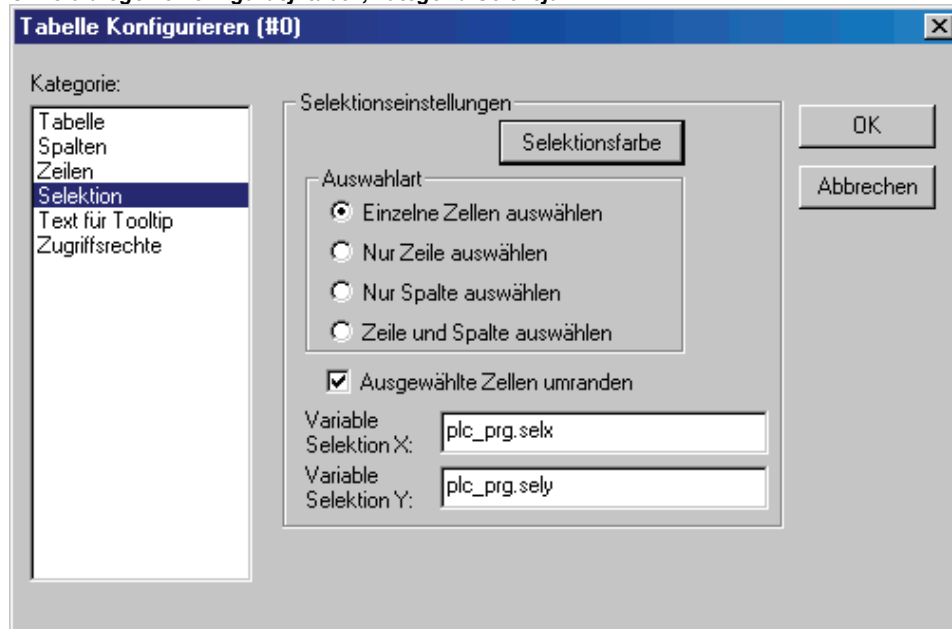 Tabelle Konfigurieren (#0)
Kategorie:
Tabelle
Spalten
Zeilen
Selektion
Text für Tooltip
Zugriffsrechte
Selektionseinstellungen
Selektionsfarbe
Auswahlart
Einzelne Zellen auswählen
Nur Zeile auswählen
Nur Spalte auswählen
Zeile und Spalte auswählen
Ausgewählte Zellen umranden
Variable
Selektion X:
plc_prg.selx
Variable
Selektion Y:
plc_prg.sely
OK
Abbrechen